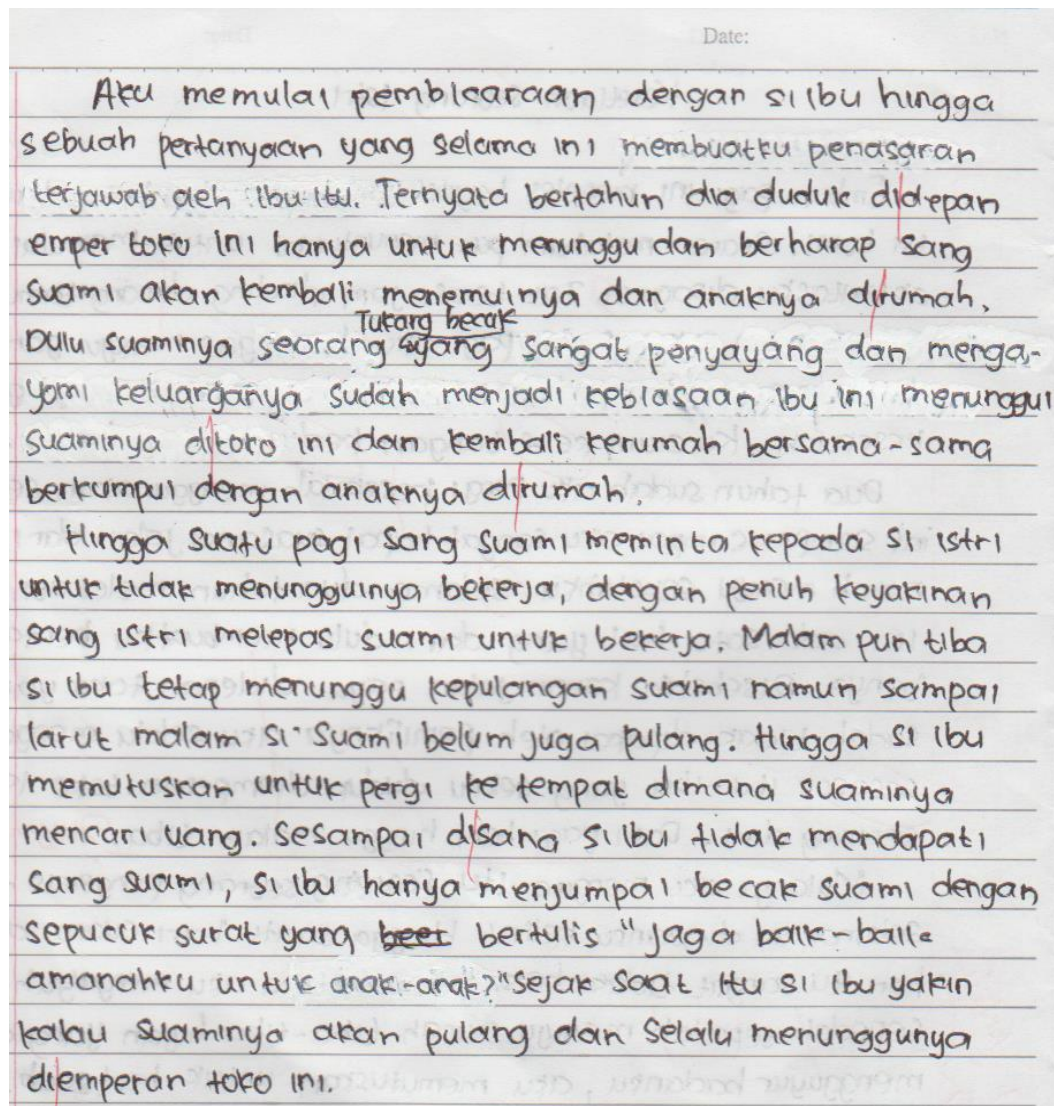 Date:
Aku memulai pembicaraan dengan si ibu hingga
sebuah pertanyaan yang selama ini membuatku penasaran
terjawab oleh ibu itu. Ternyata bertahun dia duduk didepan
emper toko ini hanya untuk menunggu dan berharap sang
suami akan kembali menemuinya dan anaknya dirumah.
Tukang becak
Dulu suaminya seorang yang sangat penyayang dan menga-
yomi keluarganya sudah menjadi kebiasaan ibu ini menunggui
suaminya ditoko ini dan kembali kerumah bersama-sama
berkumpul dengan anaknya dirumah.
Hingga suatu pagi sang suami meminta kepada si istri
untuk tidak menungguinya bekerja, dengan penuh keyakinan
sang istri melepas suami untuk bekerja. Malam pun tiba
si ibu tetap menunggu kepulangan suami namun sampai
larut malam si suami belum juga pulang. Hingga si ibu
memutuskan untuk pergi ke tempat dimana suaminya
mencari uang. Sesampai disana si ibu tidak mendapati
sang suami, si ibu hanya menjumpai becak suami dengan
sepucuk surat yang beer bertulis "jaga baik-baik
amanahku untuk anak-anak?" Sejak saat itu si ibu yakin
kalau suaminya akan pulang dan selalu menunggunya
diemperan toko ini.